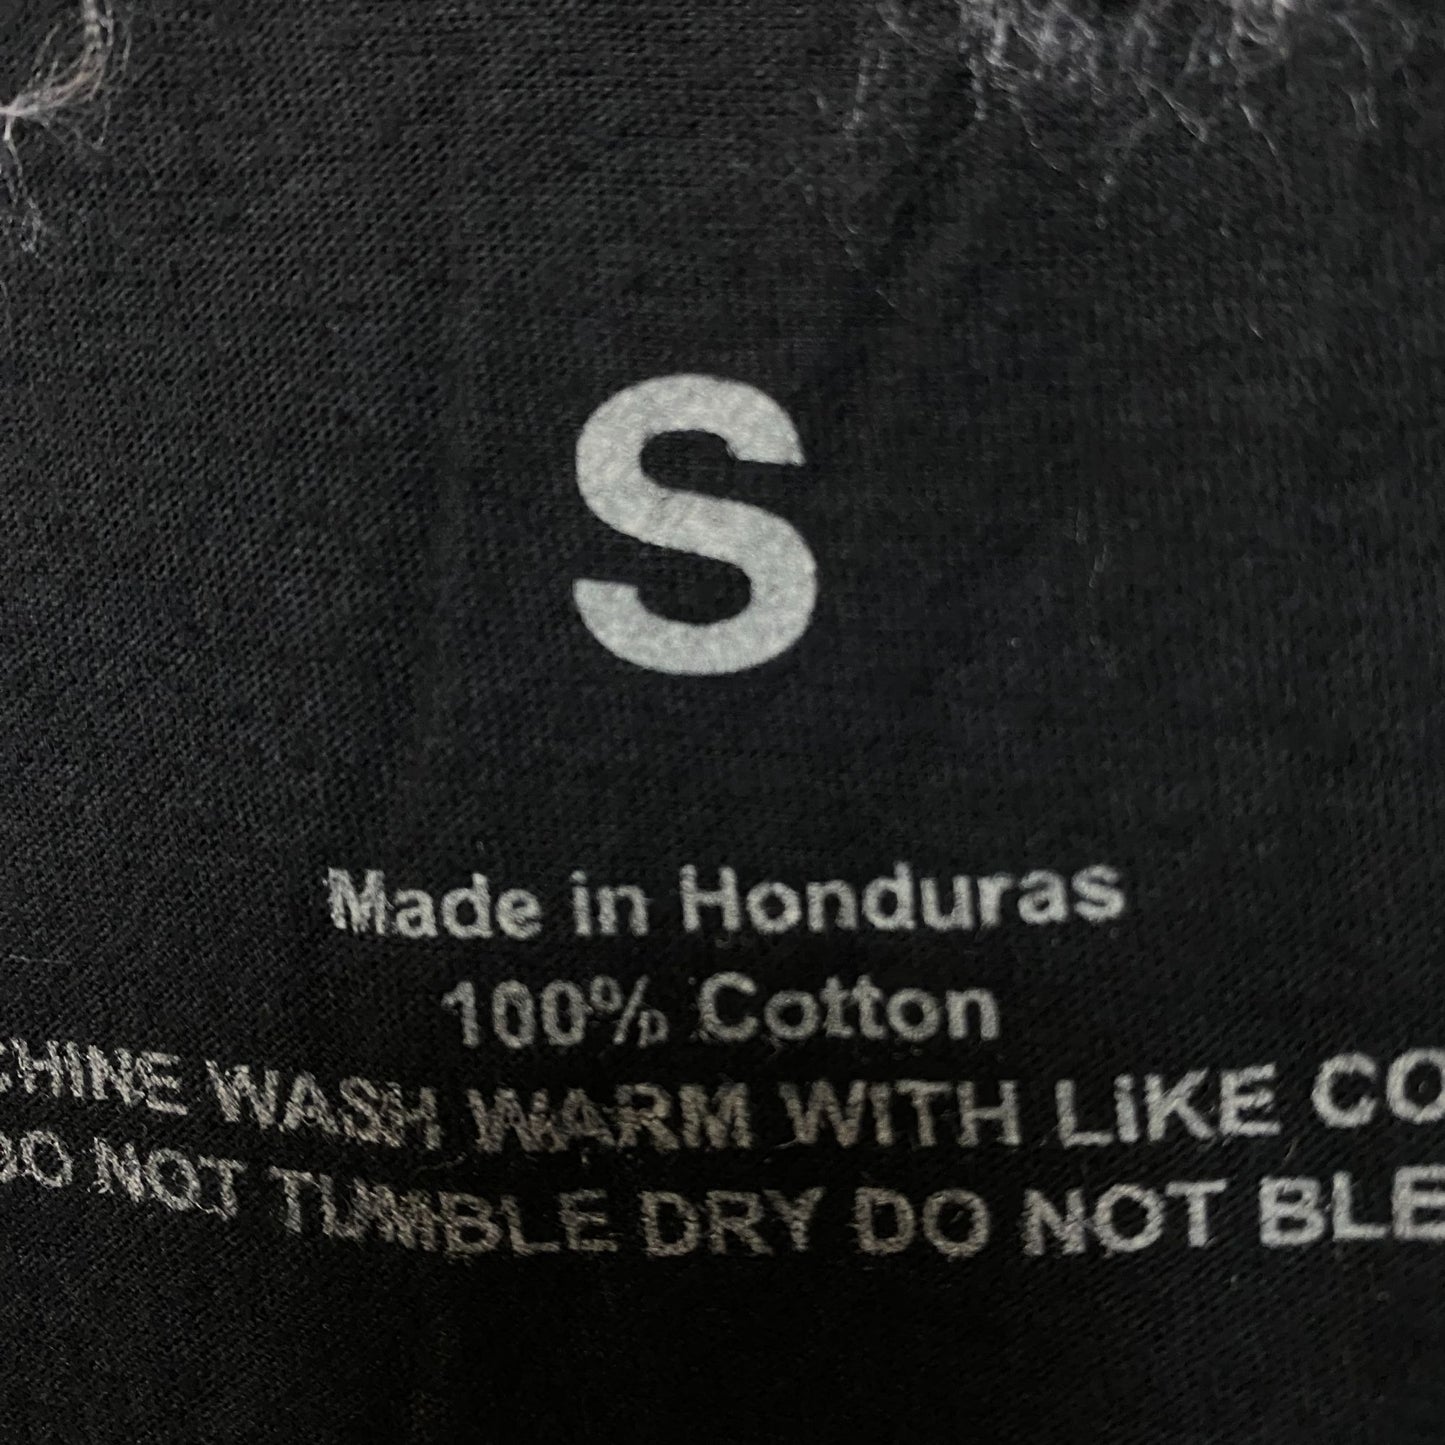 S
Made in Honduras
100% Cotton
CHINE WASH WARM WITH LIKE CO
DO NOT TUMBLE DRY DO NOT BLE